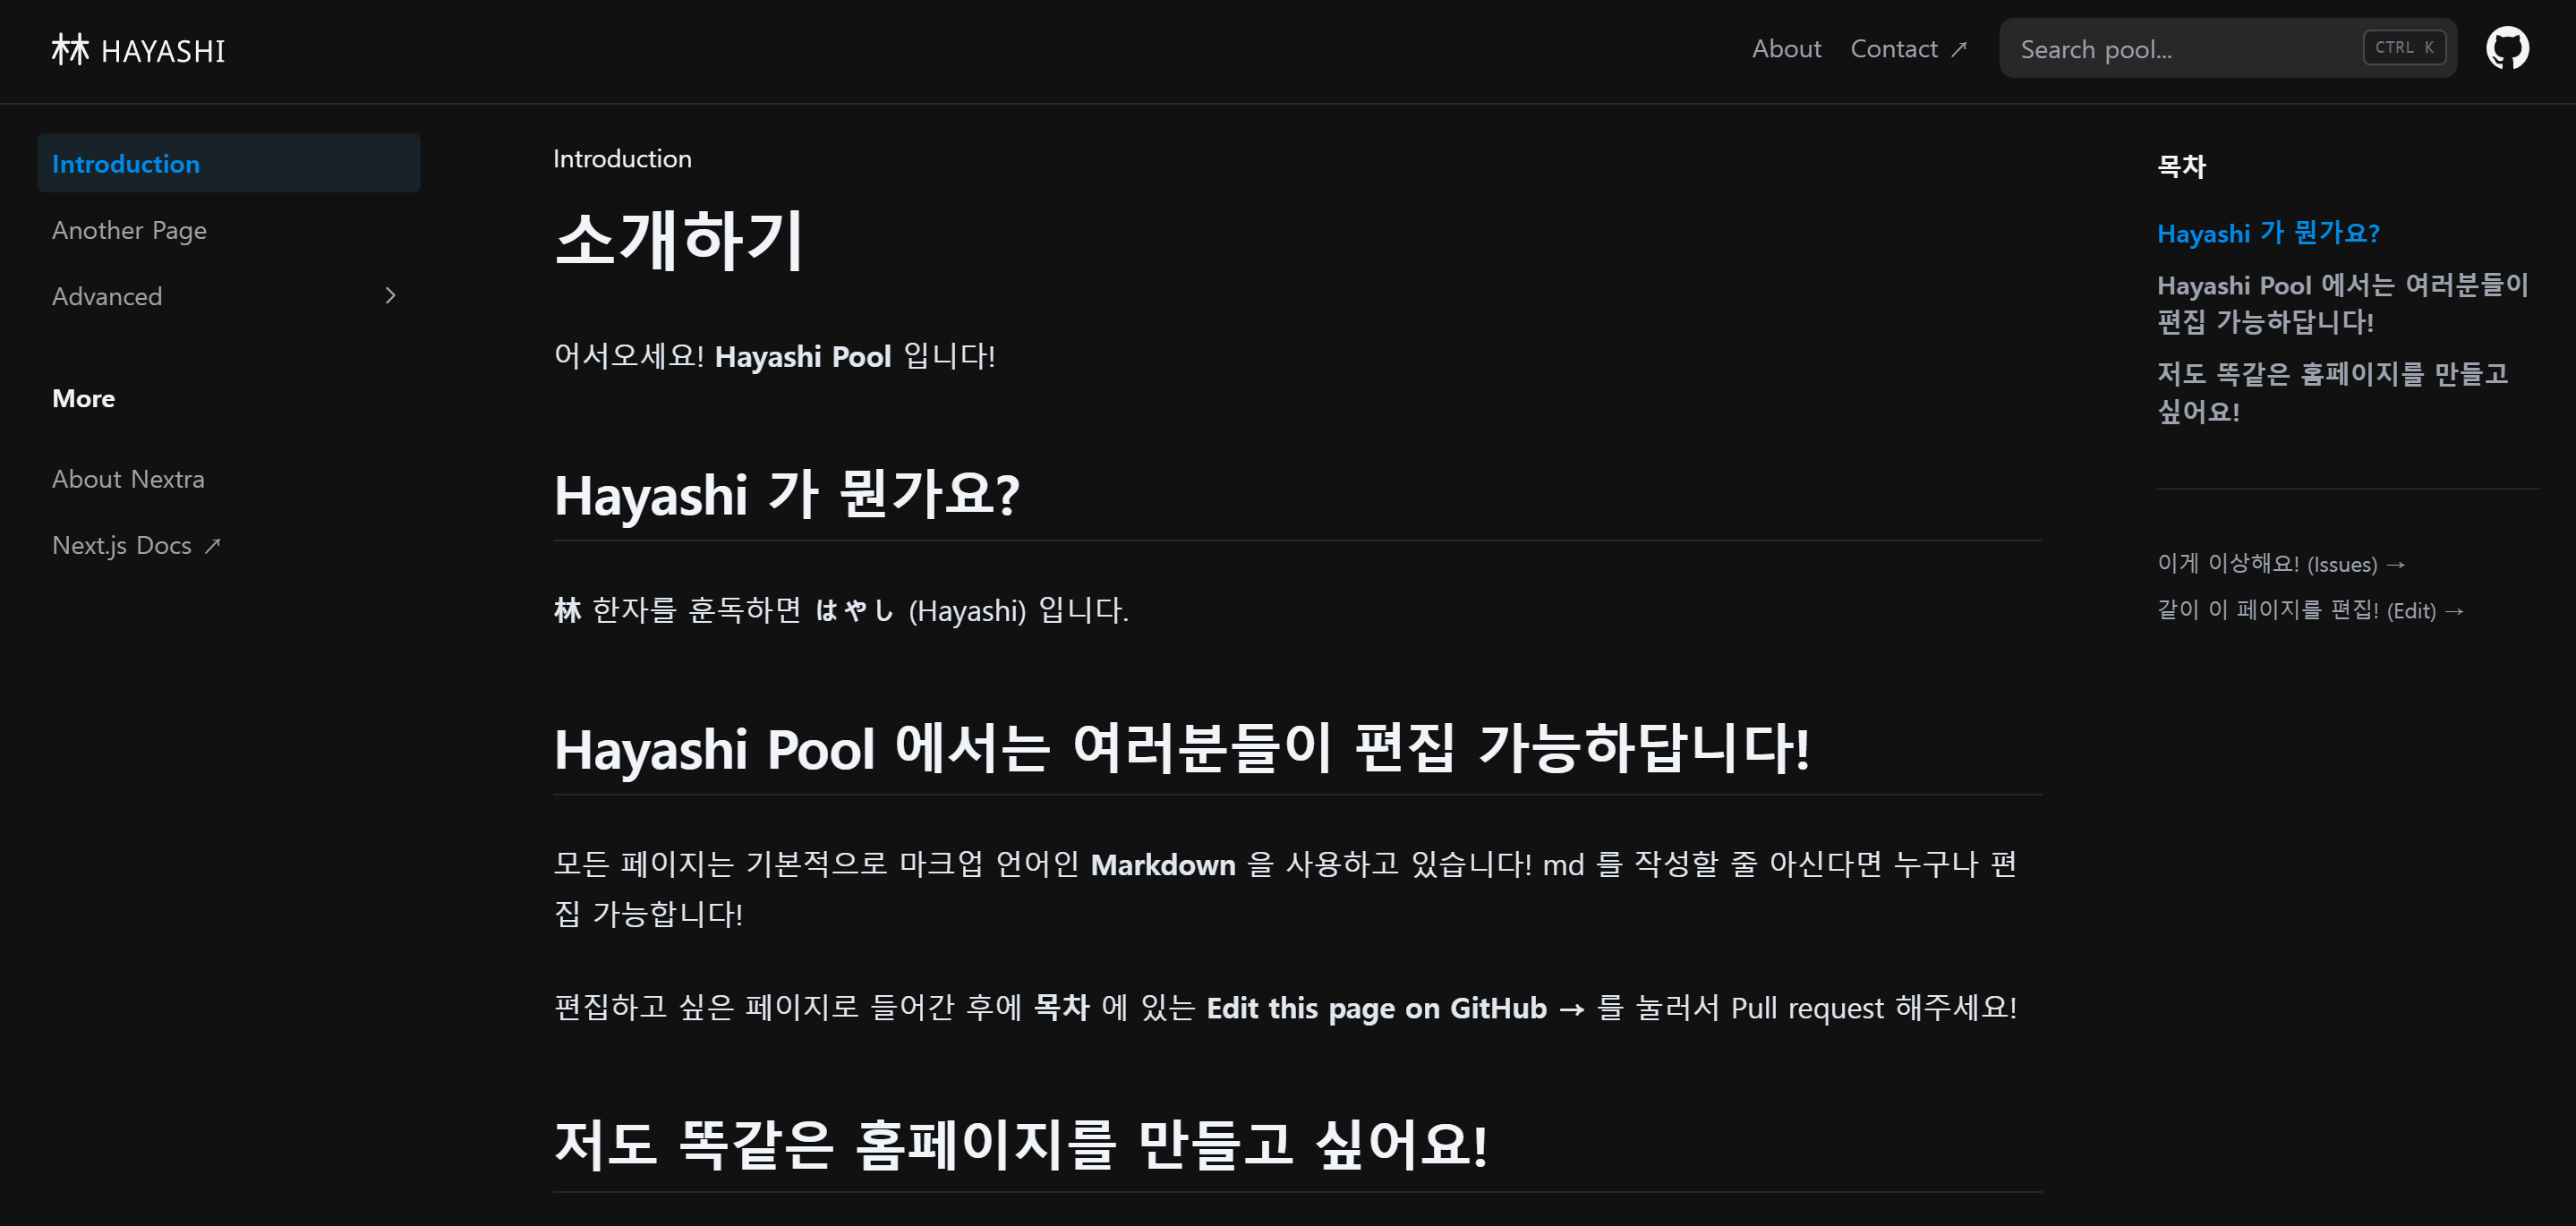 林 HAYASHI
About Contact ↗ Search pool... CTRL K
Introduction
Another Page
Advanced
More
About Nextra
Next.js Docs ↗
Introduction
소개하기
어서오세요! Hayashi Pool 입니다!
Hayashi 가 뭔가요?
林 한자를 훈독하면 はやし (Hayashi) 입니다.
Hayashi Pool 에서는 여러분들이 편집 가능하답니다!
모든 페이지는 기본적으로 마크업 언어인 Markdown 을 사용하고 있습니다! md 를 작성할 줄 아신다면 누구나 편
집 가능합니다!
편집하고 싶은 페이지로 들어간 후에 목차 에 있는 Edit this page on GitHub → 를 눌러서 Pull request 해주세요!
저도 똑같은 홈페이지를 만들고 싶어요!
목차
Hayashi 가 뭔가요?
Hayashi Pool 에서는 여러분들이
편집 가능하답니다!
저도 똑같은 홈페이지를 만들고
싶어요!
이게 이상해요! (Issues) →
같이 이 페이지를 편집! (Edit) →